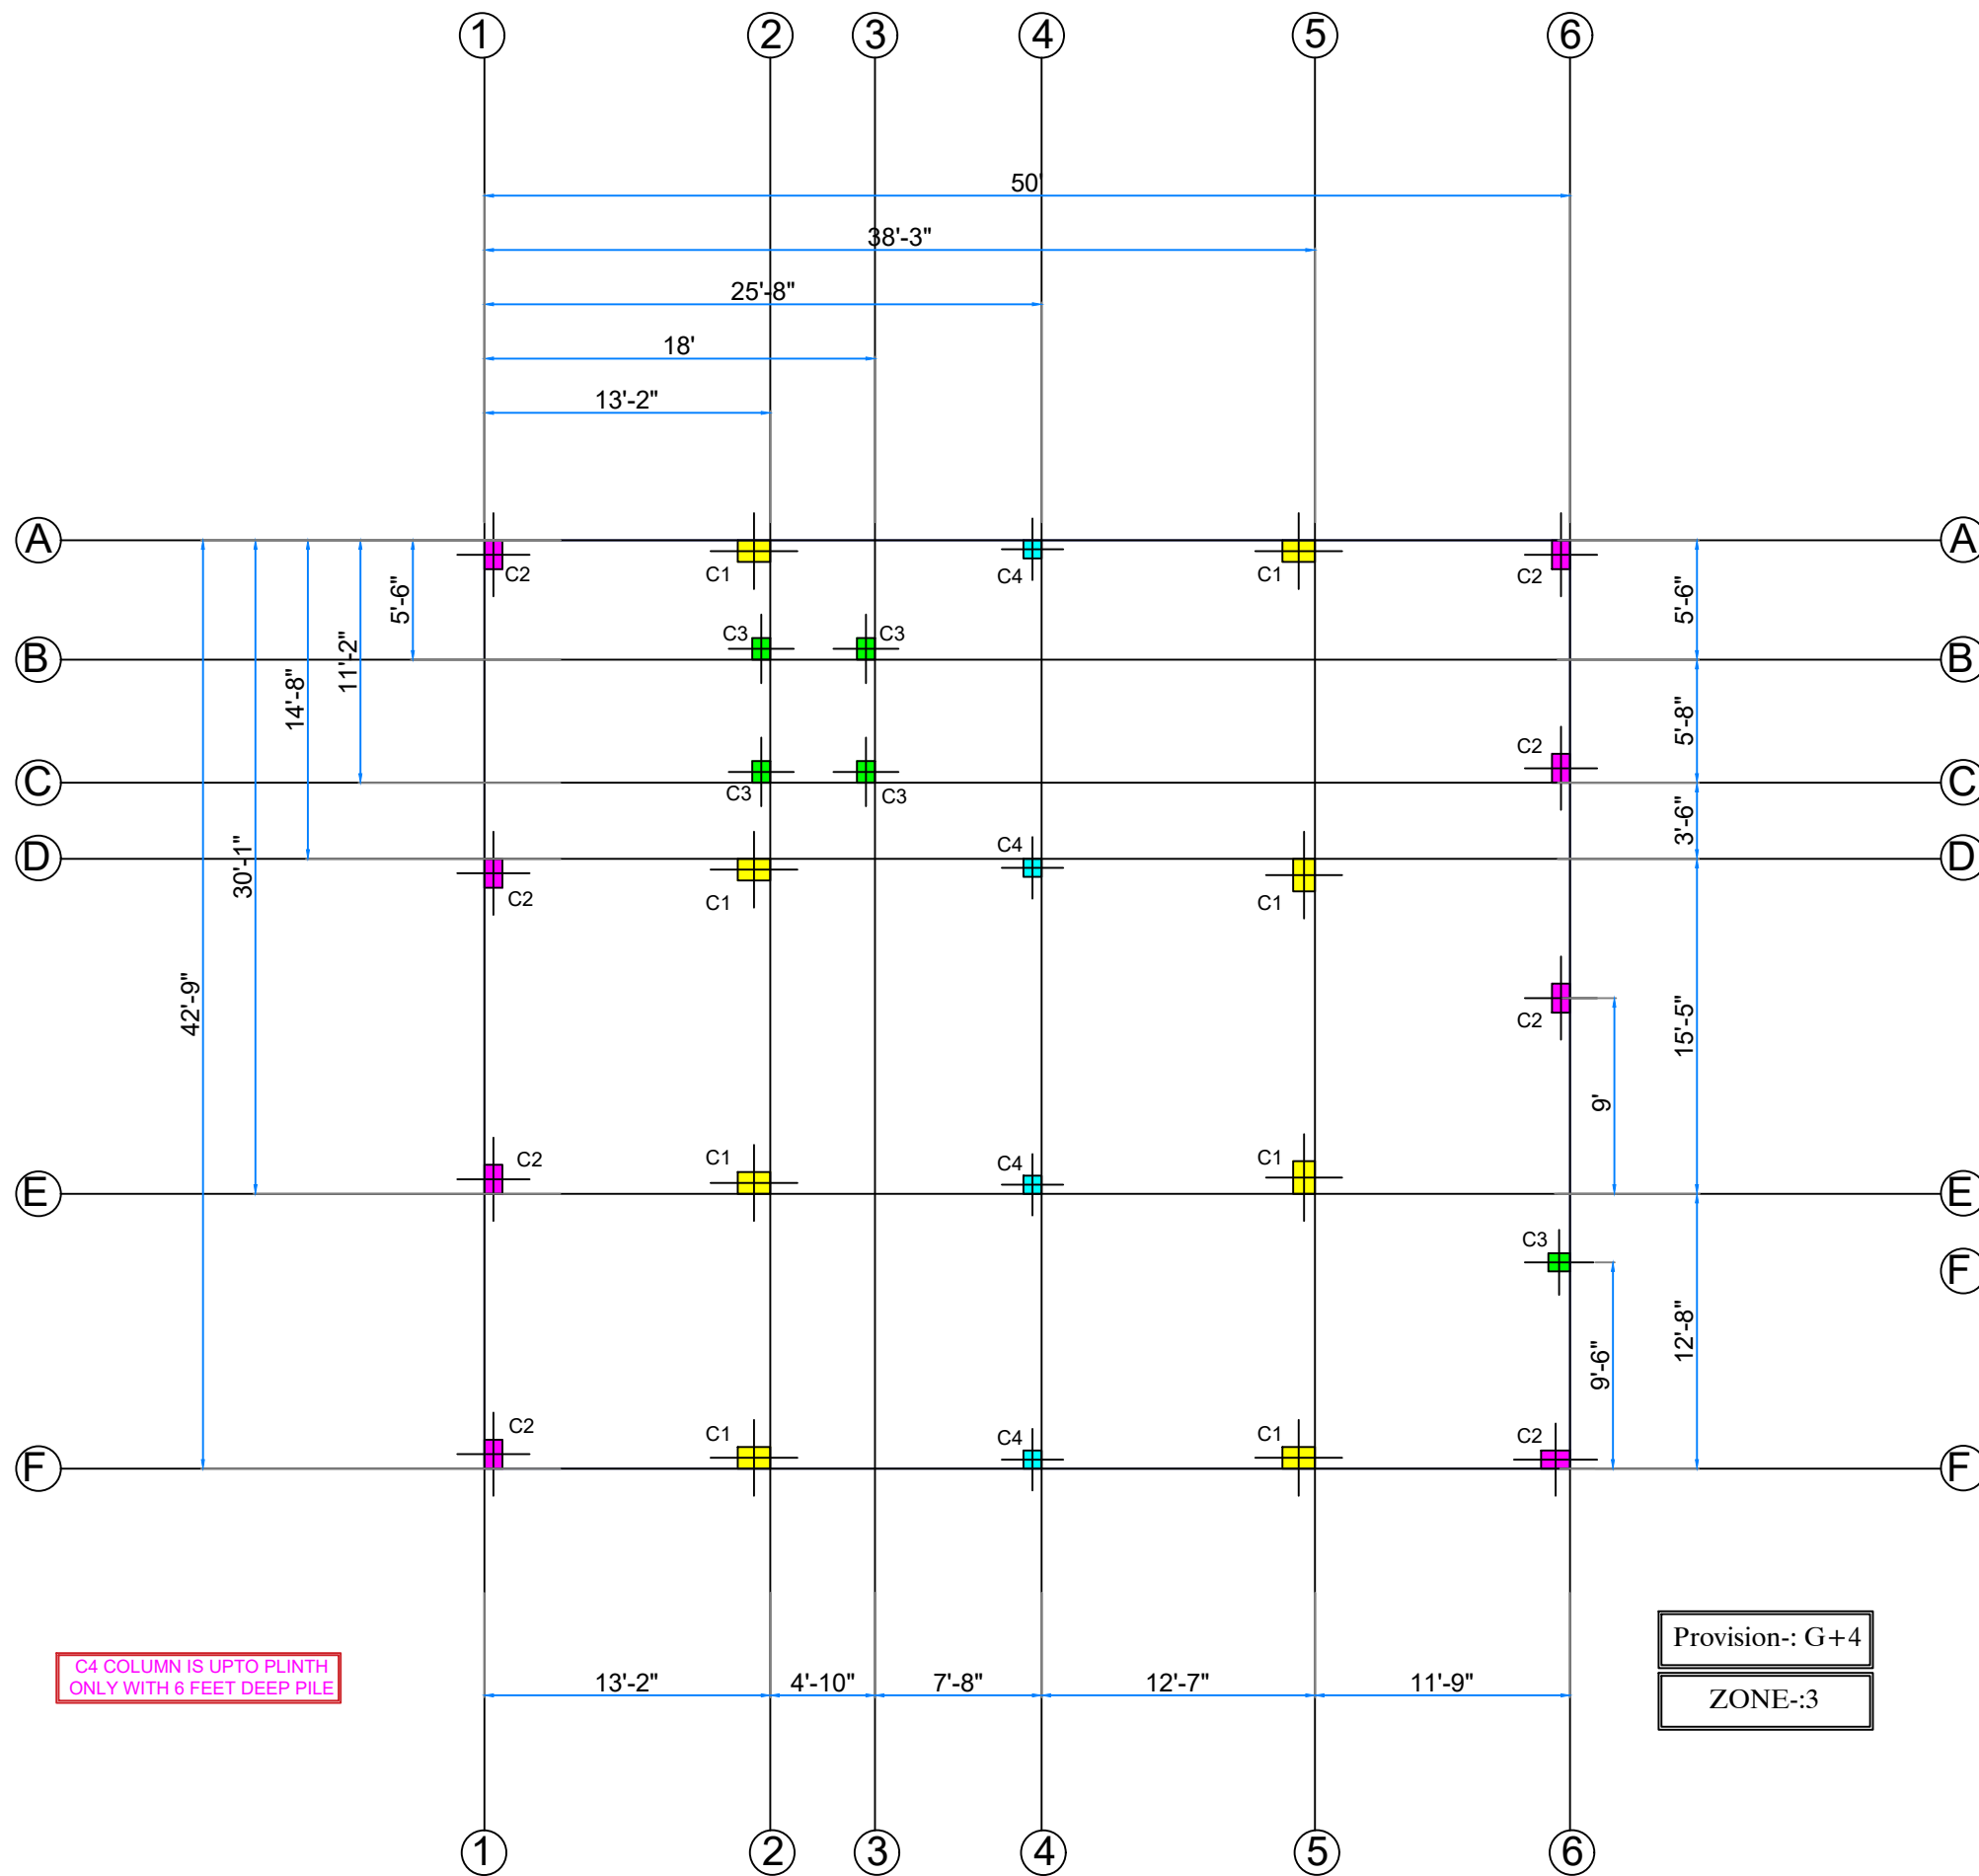 1 2 3 4 5 6
50'
38'-3"
25'-8"
18'
13'-2"
A A
C2 C1 C4 C1 C2
5'-6" 5'-6"
C3 C3
B B
11'-2"
14'-8"
5'-8"
C2
C C
C3 C3
3'-6"
30'-1"
C4
D D
C2 C1 C1
42'-9"
15'-5"
C2
9'
C2 C1 C4 C1
E E
C3
F
12'-8"
9'-6"
C2 C1 C4 C1 C2
F F
Provision-: G+4
C4 COLUMN IS UPTO PLINTH
ONLY WITH 6 FEET DEEP PILE
13'-2" 4'-10" 7'-8" 12'-7" 11'-9"
ZONE-:3
1 2 3 4 5 6